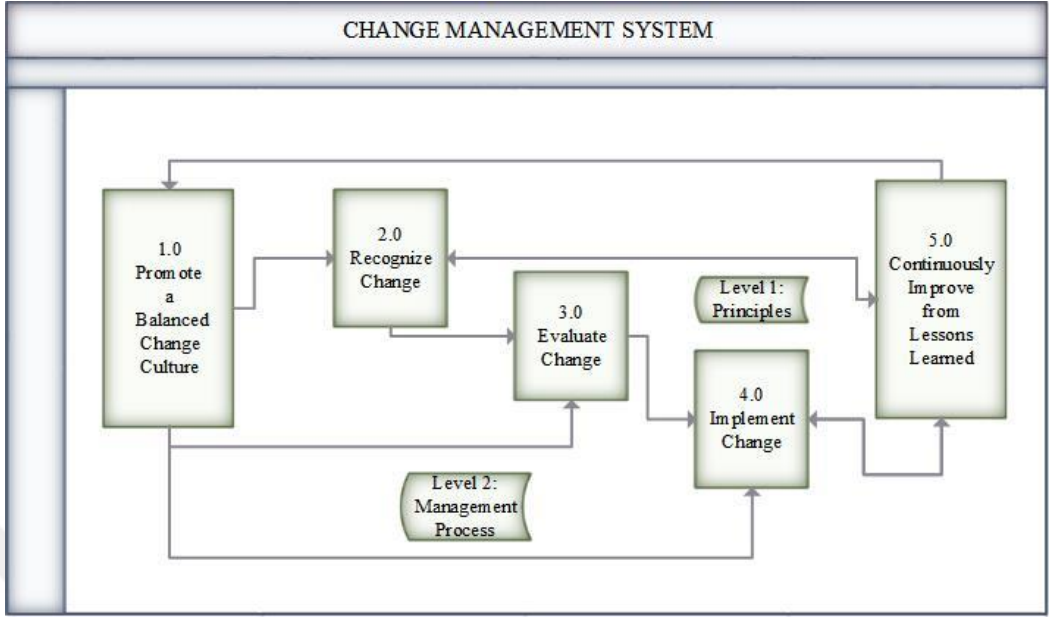 CHANGE MANAGEMENT SYSTEM
1.0
Promote
a
Balanced
Change
Culture
2.0
Recognize
Change
3.0
Evaluate
Change
Level 1:
Principles
4.0
Implement
Change
5.0
Continuously
Improve
from
Lessons
Learned
Level 2:
Management
Process